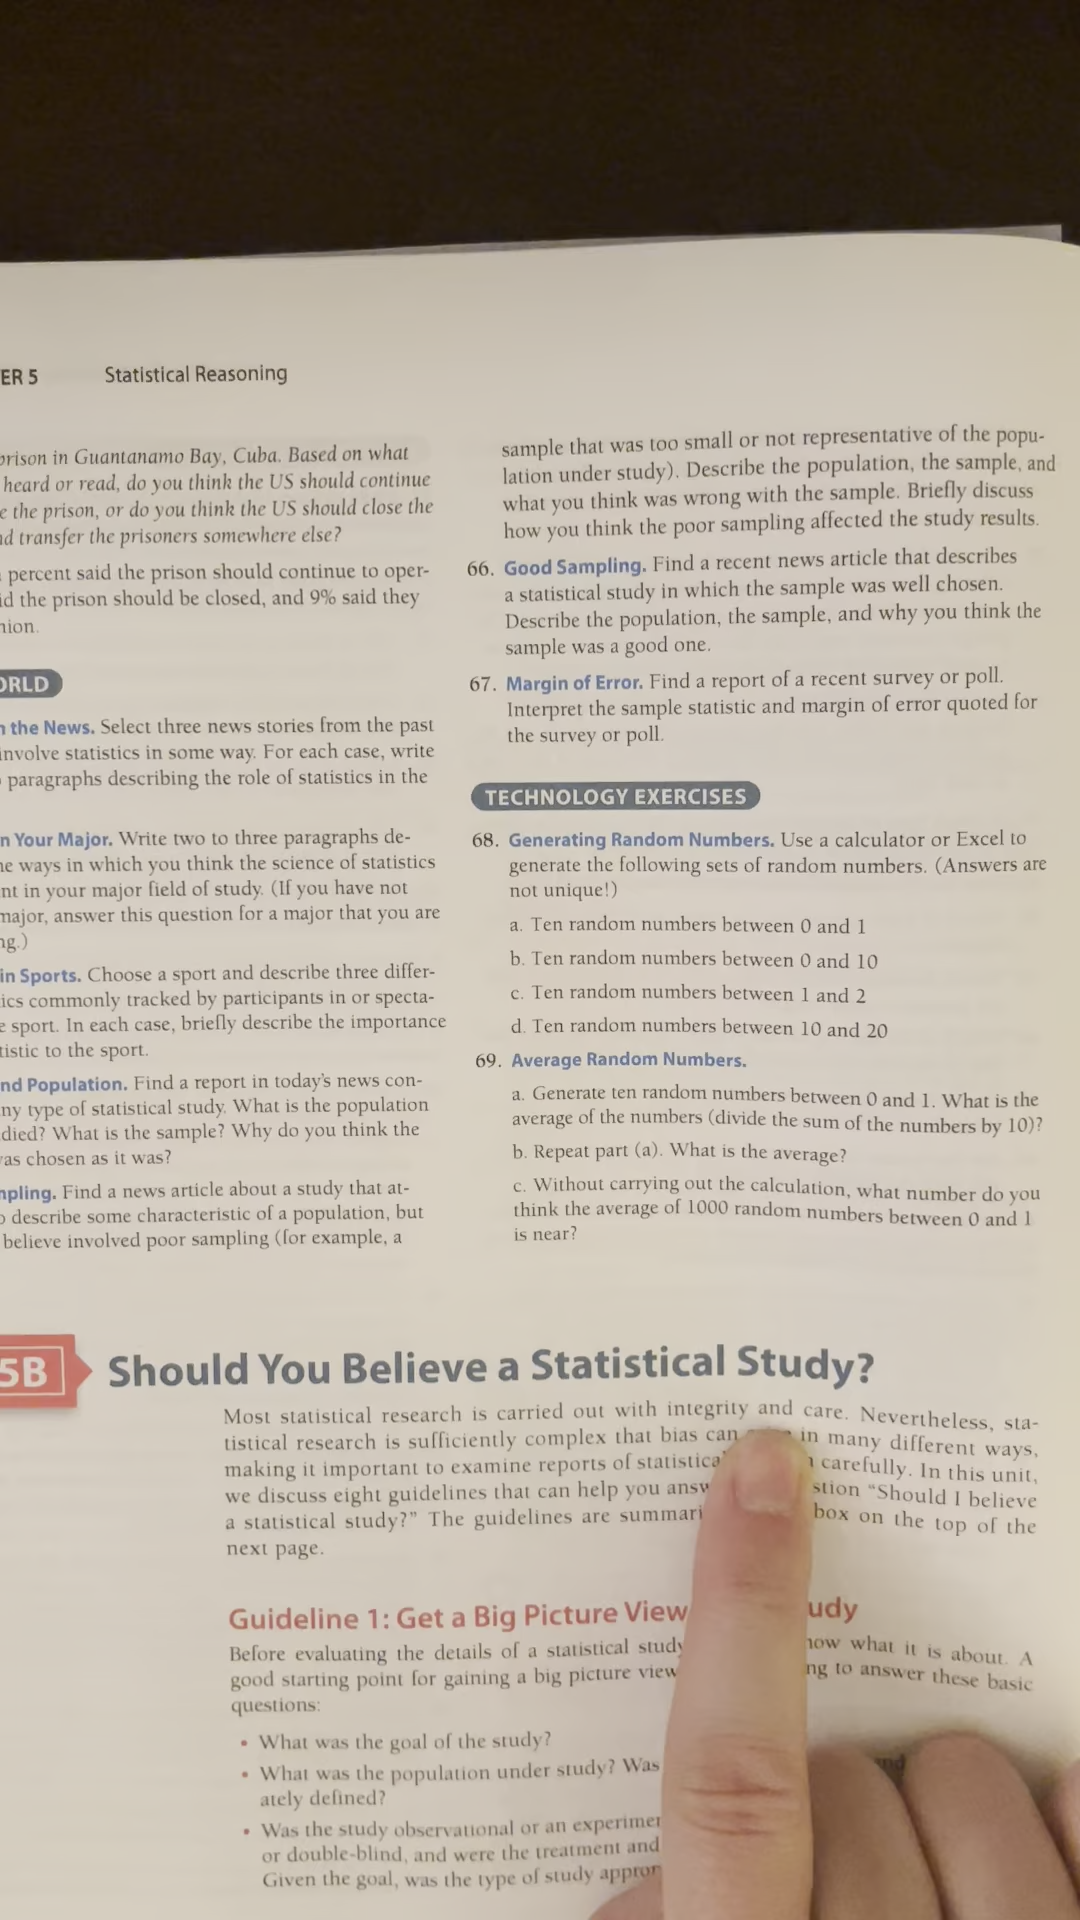 ER 5 Statistical Reasoning
prison in Guantanamo Bay, Cuba. Based on what
heard or read, do you think the US should continue
the prison, or do you think the US should close the
transfer the prisoners somewhere else?
percent said the prison should continue to oper-
the prison should be closed, and 9% said they
ORLD
the News. Select three news stories from the past
involve statistics in some way. For each case, write
paragraphs describing the role of statistics in the
n Your Major. Write two to three paragraphs de-
ways in which you think the science of statistics
nt in your major field of study. (If you have not
major, answer this question for a major that you are
ng.)
in Sports. Choose a sport and describe three differ-
ics commonly tracked by participants in or specta-
sport. In each case, briefly describe the importance
tistic to the sport.
nd Population. Find a report in today's news con-
ny type of statistical study. What is the population
died? What is the sample? Why do you think the
was chosen as it was?
mpling. Find a news article about a study that at-
describe some characteristic of a population, but
believe involved poor sampling (for example, a
sample that was too small or not representative of the popu-
lation under study). Describe the population, the sample, and
what you think was wrong with the sample. Briefly discuss
how you think the poor sampling affected the study results.
66. Good Sampling. Find a recent news article that describes
a statistical study in which the sample was well chosen.
Describe the population, the sample, and why you think the
sample was a good one.
67. Margin of Error. Find a report of a recent survey or poll.
Interpret the sample statistic and margin of error quoted for
the survey or poll.
TECHNOLOGY EXERCISES
68. Generating Random Numbers. Use a calculator or Excel to
generate the following sets of random numbers. (Answers are
not unique!)
a. Ten random numbers between 0 and 1
b. Ten random numbers between 0 and 10
c. Ten random numbers between 1 and 2
d. Ten random numbers between 10 and 20
69. Average Random Numbers.
a. Generate ten random numbers between 0 and 1. What is the
average of the numbers (divide the sum of the numbers by 10)?
b. Repeat part (a). What is the average?
c. Without carrying out the calculation, what number do you
think the average of 1000 random numbers between 0 and 1
is near?
5B Should You Believe a Statistical Study?
Most statistical research is carried out with integrity and care. Nevertheless, sta-
tistical research is sufficiently complex that bias can in many different ways,
making it important to examine reports of statistica carefully. In this unit,
we discuss eight guidelines that can help you answ stion "Should I believe
a statistical study?" The guidelines are summari box on the top of the
next page.
Guideline 1: Get a Big Picture View udy
Before evaluating the details of a statistical study now what it is about. A
good starting point for gaining a big picture view ng to answer these basic
questions:
• What was the goal of the study?
• What was the population under study? Was
ately defined?
• Was the study observational or an experimen
or double-blind, and were the treatment and
Given the goal, was the type of study appror